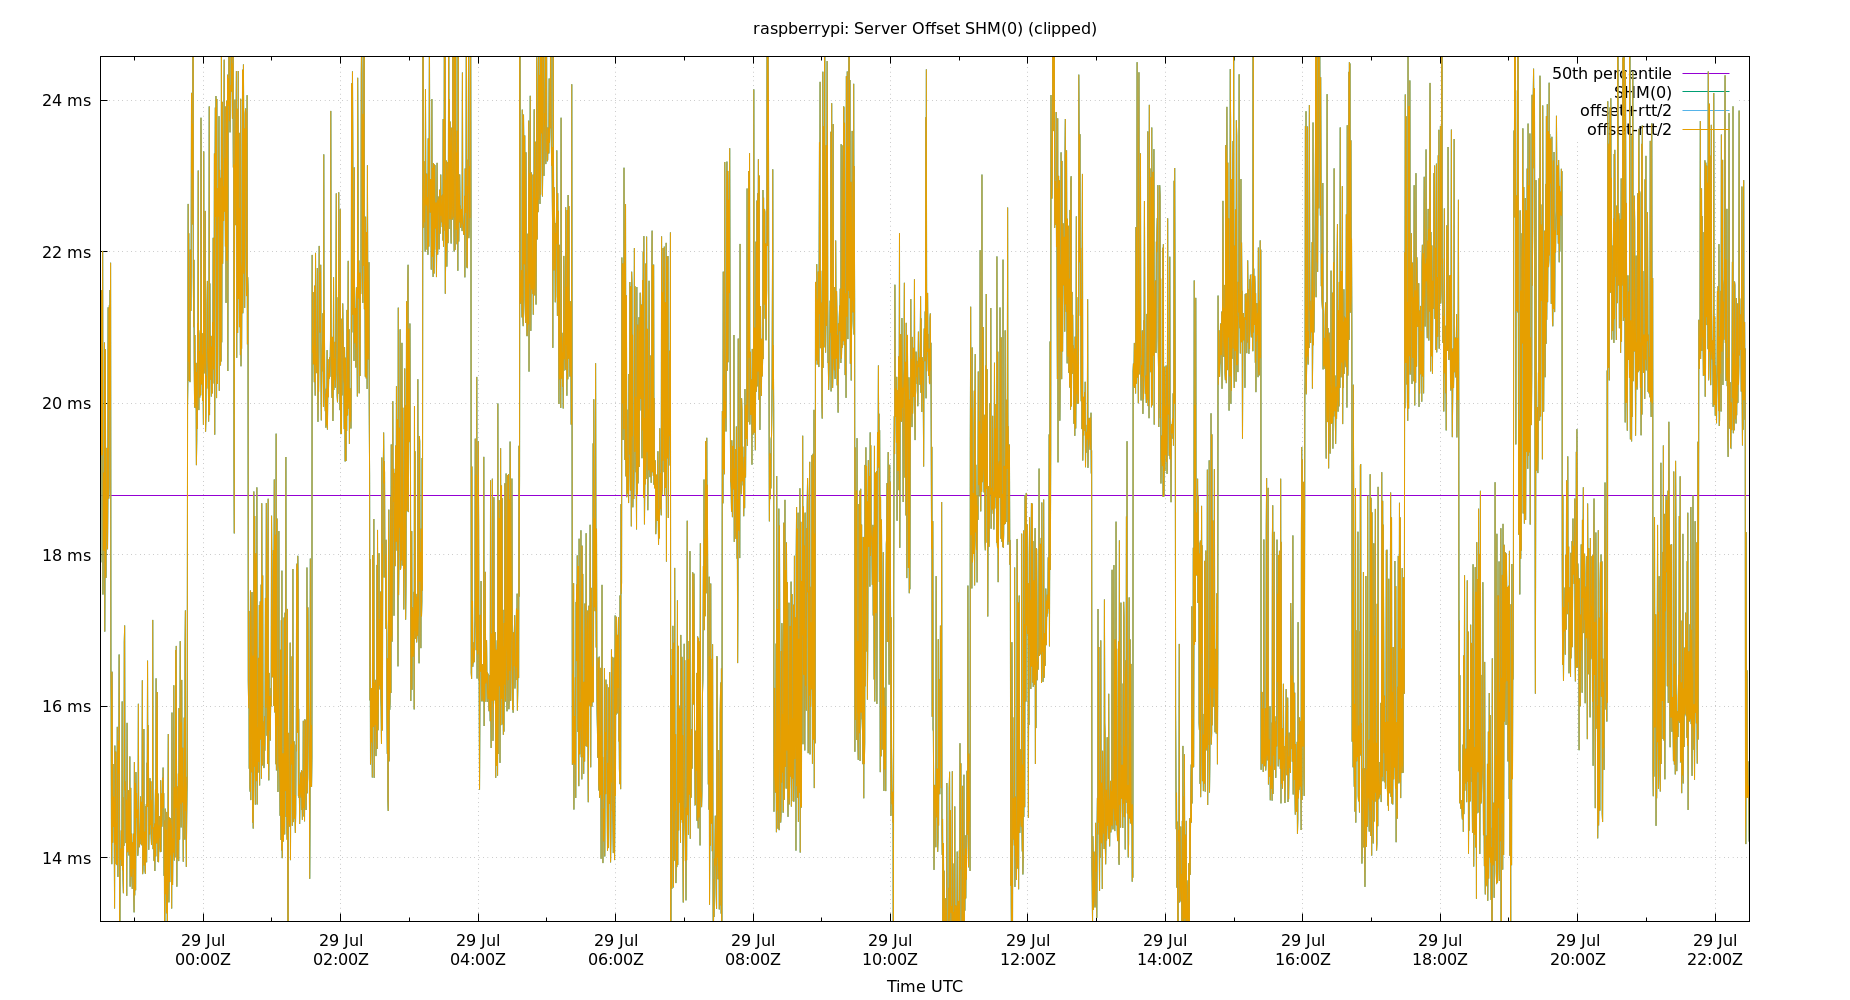 raspberrypi: Server Offset SHM(0) (clipped)
50th percentile
SHM(0)
offset+rtt/2
offset-rtt/2
24 ms
22 ms
20 ms
18 ms
16 ms
14 ms
29 Jul 29 Jul 29 Jul 29 Jul 29 Jul 29 Jul 29 Jul 29 Jul 29 Jul 29 Jul 29 Jul 29 Jul
00:00Z 02:00Z 04:00Z 06:00Z 08:00Z 10:00Z 12:00Z 14:00Z 16:00Z 18:00Z 20:00Z 22:00Z
Time UTC